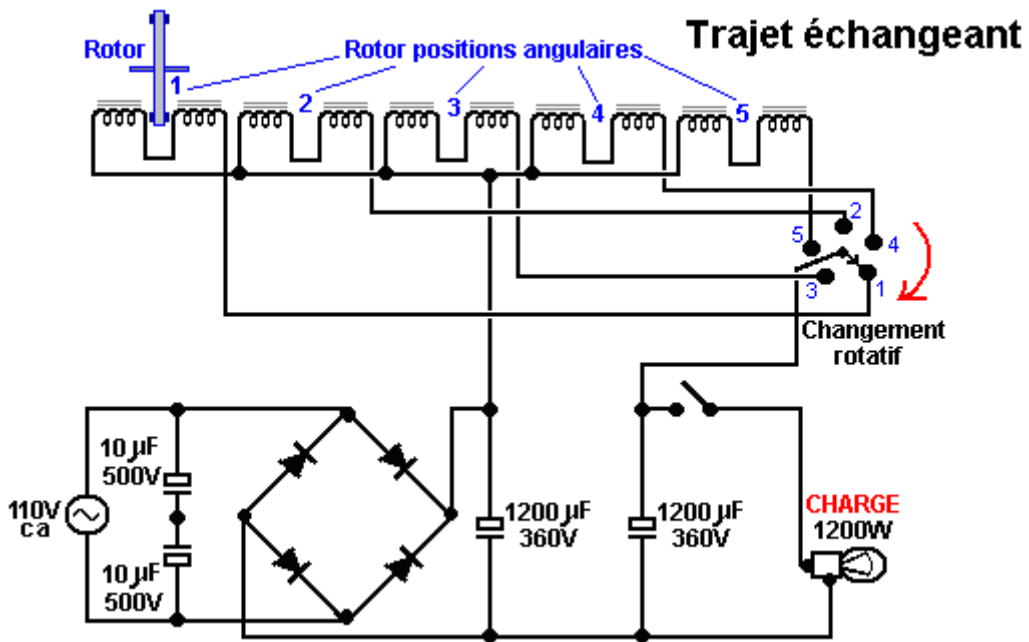 Trajet échangeant
Rotor
Rotor positions angulaires
1
2
3
4
5
2
5
4
3
1
Changement
rotatif
10 µF
500V
110V
c a
10 µF
500V
1200 µF
360V
1200 µF
360V
CHARGE
1200W